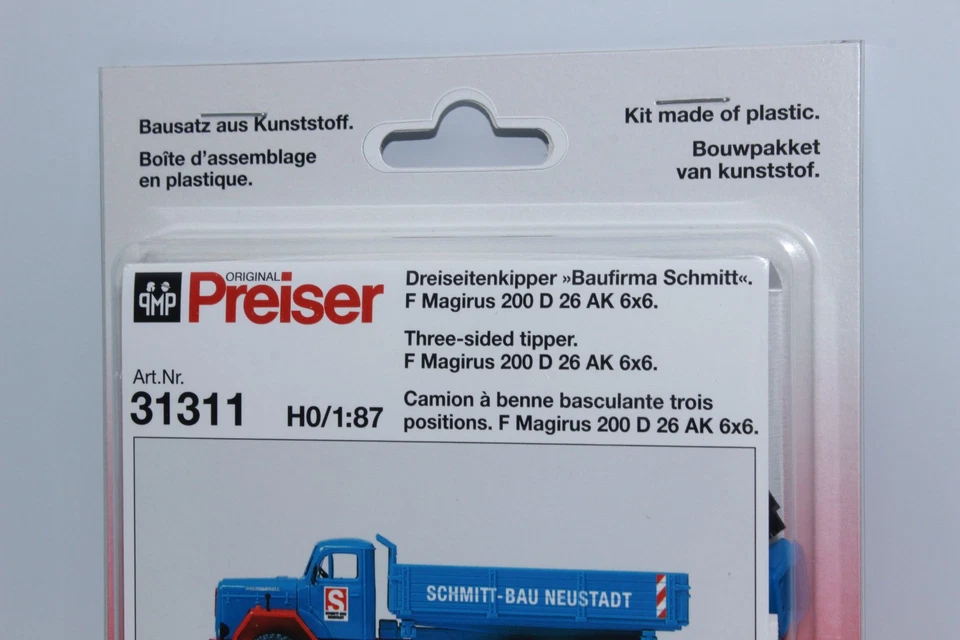 Bausatz aus Kunststoff.
Boîte d'assemblage
en plastique.
Kit made of plastic.
Bouwpakket
van kunststof.
PMP
ORIGINAL
Preiser
Art.Nr.
31311 H0/1:87
Dreiseitenkipper »Baufirma Schmitt«.
F Magirus 200 D 26 AK 6x6.
Three-sided tipper.
F Magirus 200 D 26 AK 6x6.
Camion à benne basculante trois
positions. F Magirus 200 D 26 AK 6x6.
S
SCHMITT-BAU NEUSTADT